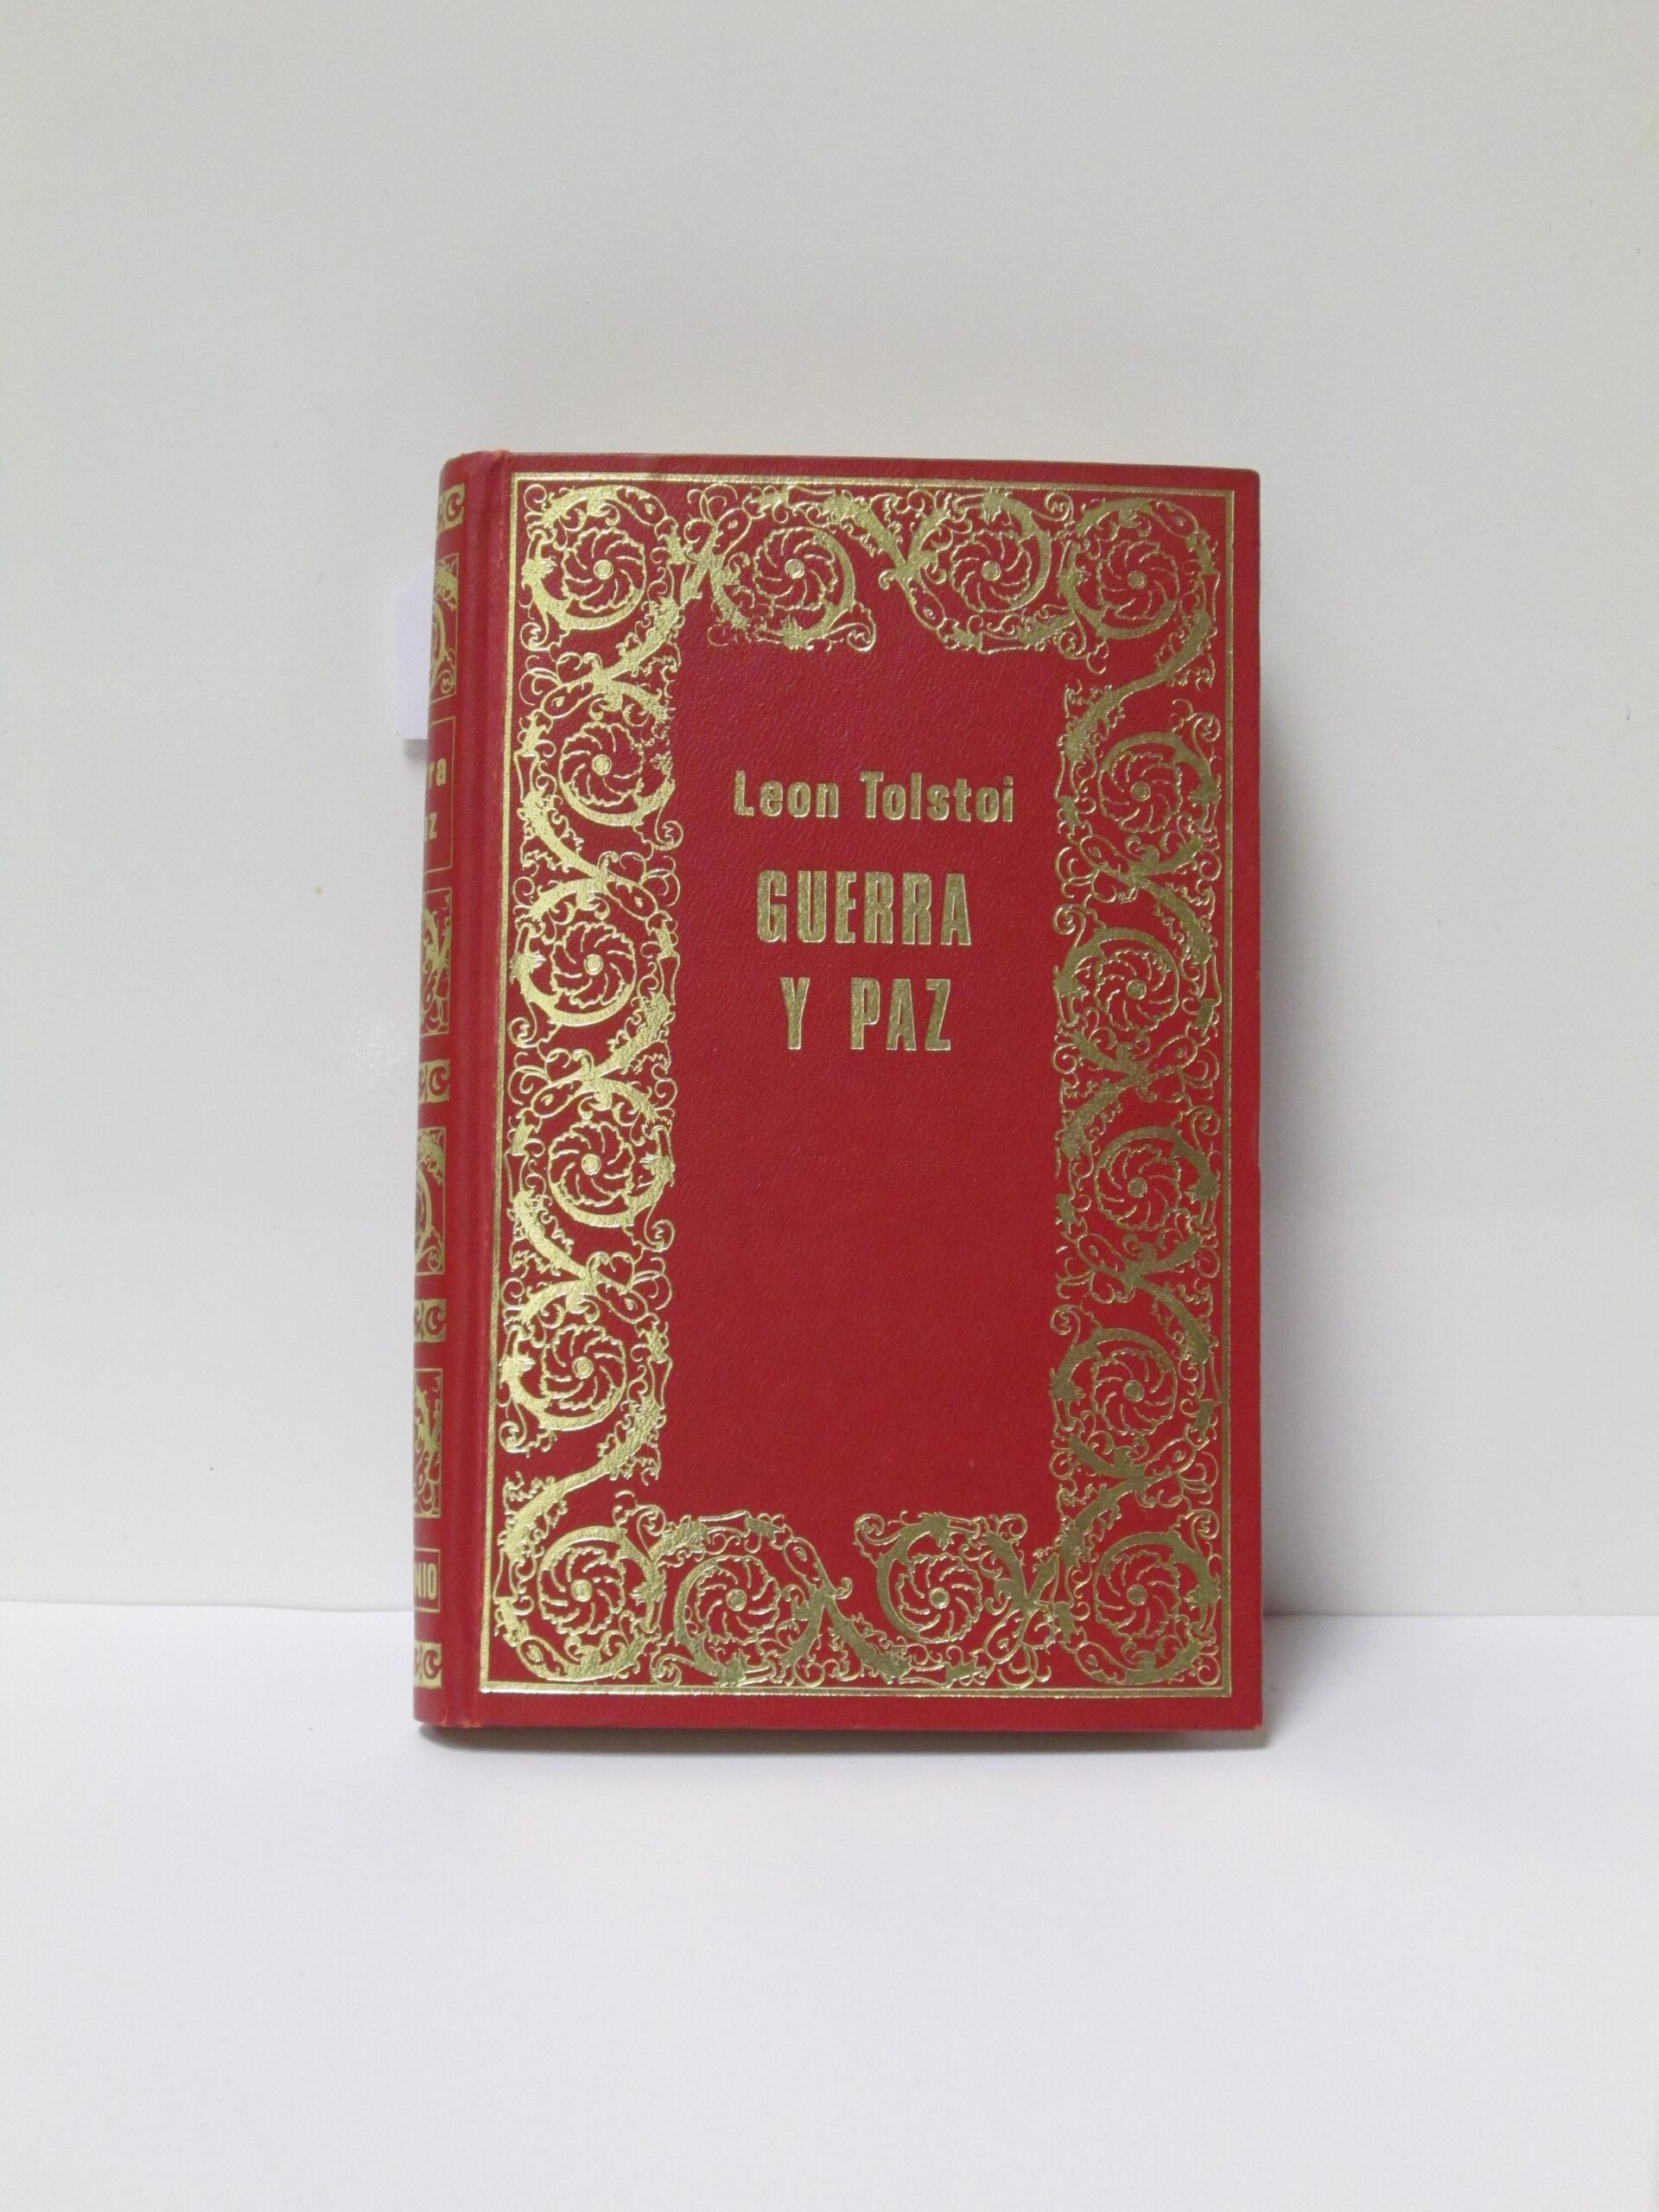 Leon Tolstoi
GUERRA
Y PAZ